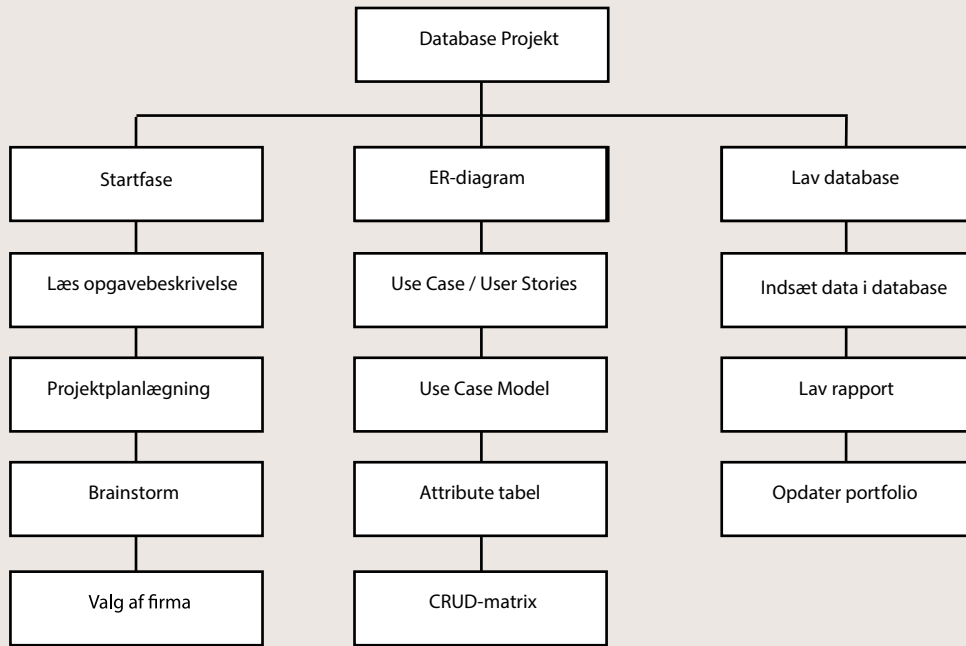 Database Projekt
Startfase
Læs opgavebeskrivelse
Projektplanlægning
Brainstorm
Valg af firma
ER-diagram
Use Case / User Stories
Use Case Model
Attribute tabel
CRUD-matrix
Lav database
Indsæt data i database
Lav rapport
Opdater portfolio